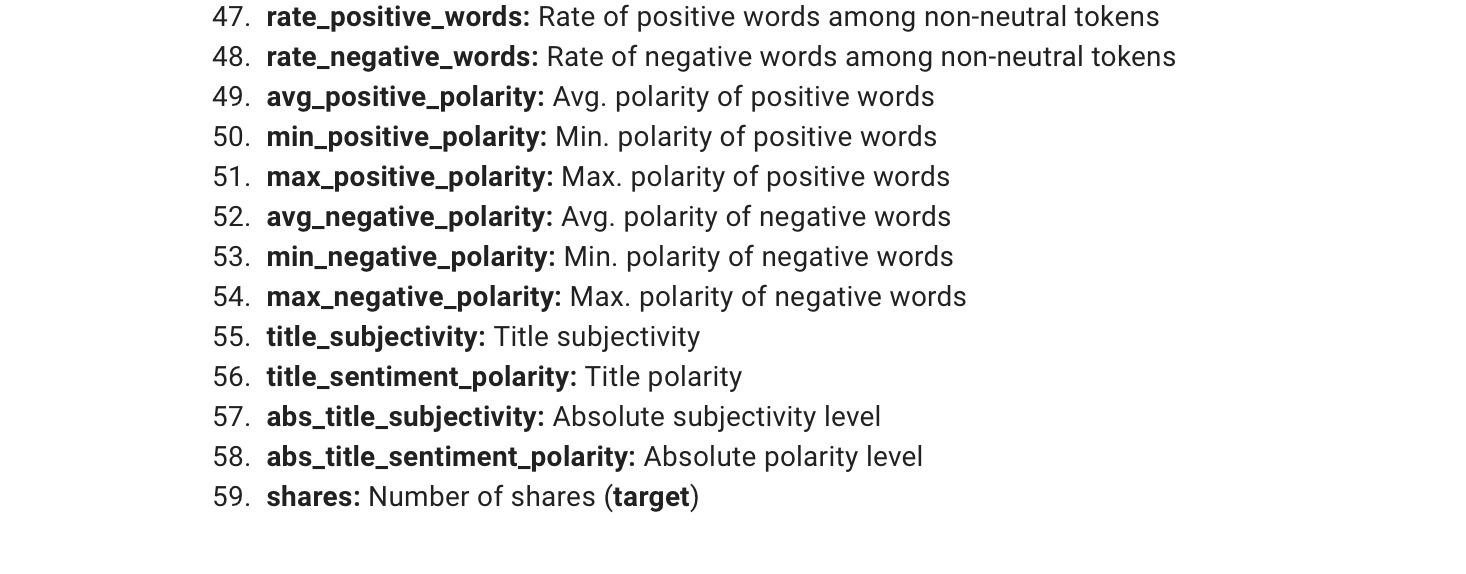 47. rate_positive_words: Rate of positive words among non-neutral tokens
48. rate_negative_words: Rate of negative words among non-neutral tokens
49. avg_positive_polarity: Avg. polarity of positive words
50. min_positive_polarity: Min. polarity of positive words
51. max_positive_polarity: Max. polarity of positive words
52. avg_negative_polarity: Avg. polarity of negative words
53. min_negative_polarity: Min. polarity of negative words
54. max_negative_polarity: Max. polarity of negative words
55. title_subjectivity: Title subjectivity
56. title_sentiment_polarity: Title polarity
57. abs_title_subjectivity: Absolute subjectivity level
58. abs_title_sentiment_polarity: Absolute polarity level
59. shares: Number of shares (target)